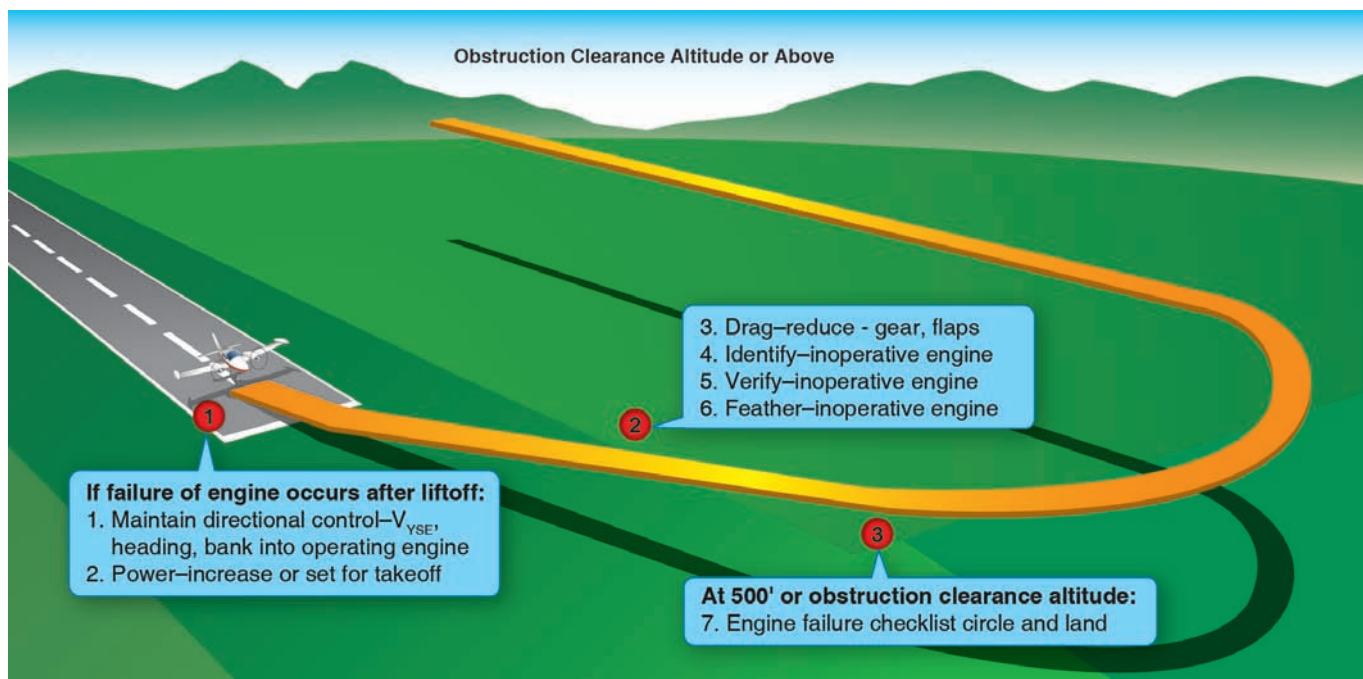 Obstruction Clearance Altitude or Above
3. Drag–reduce - gear, flaps
4. Identify–inoperative engine
5. Verify–inoperative engine
6. Feather–inoperative engine
1
2
If failure of engine occurs after liftoff:
1. Maintain directional control–VYSE,
heading, bank into operating engine
2. Power–increase or set for takeoff
3
At 500' or obstruction clearance altitude:
7. Engine failure checklist circle and land